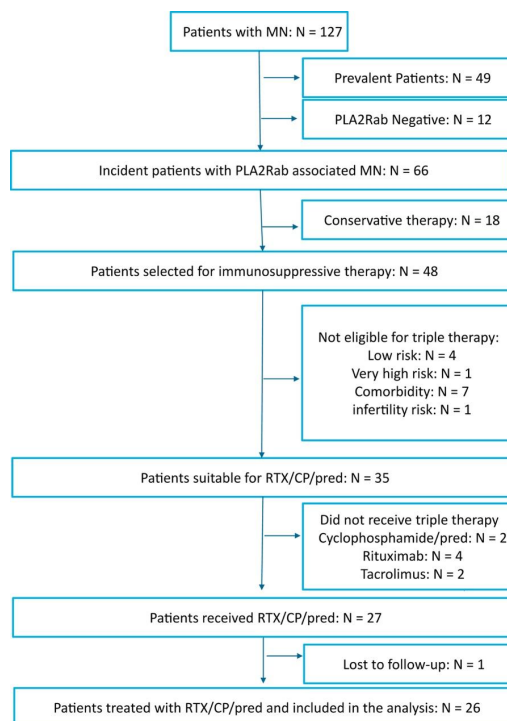 Patients with MN: N = 127
Prevalent Patients: N = 49
PLA2Rab Negative: N = 12
Incident patients with PLA2Rab associated MN: N = 66
Conservative therapy: N = 18
Patients selected for immunosuppressive therapy: N = 48
Not eligible for triple therapy:
Low risk: N = 4
Very high risk: N = 1
Comorbidity: N = 7
infertility risk: N = 1
Patients suitable for RTX/CP/pred: N = 35
Did not receive triple therapy
Cyclophosphamide/pred: N = 2
Rituximab: N = 4
Tacrolimus: N = 2
Patients received RTX/CP/pred: N = 27
Lost to follow-up: N = 1
Patients treated with RTX/CP/pred and included in the analysis: N = 26